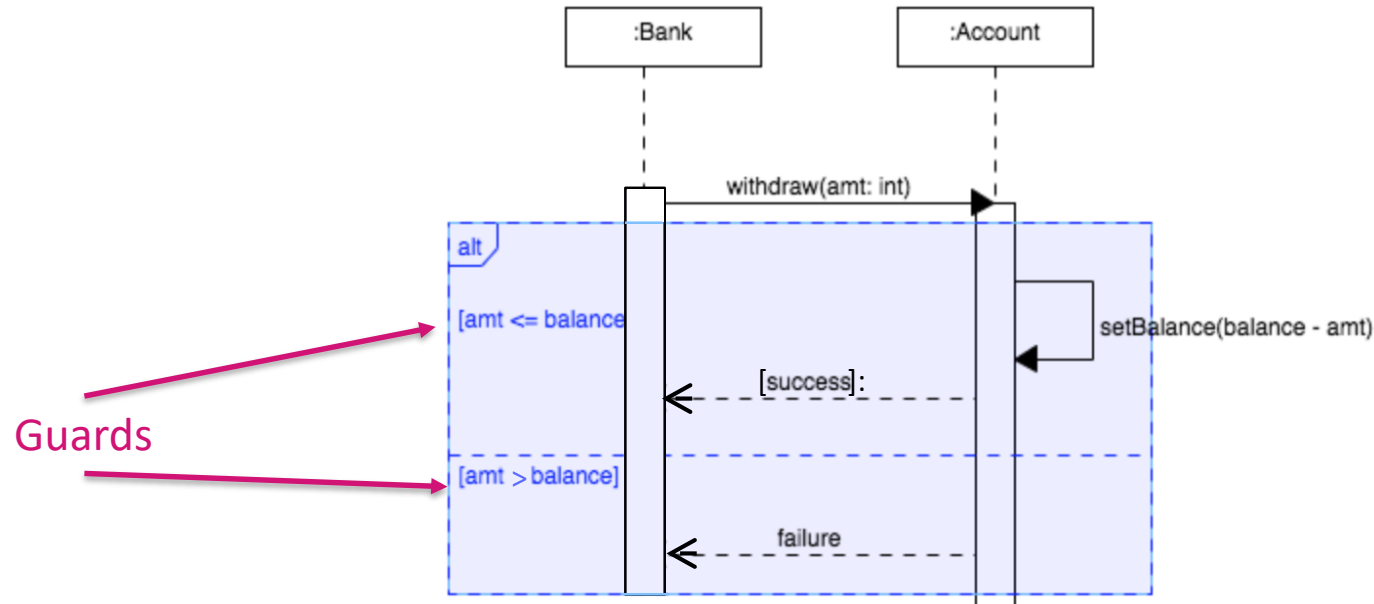 :Bank
:Account
withdraw(amt: int)
alt
[amt <= balance
setBalance(balance - amt)
[success]:
Guards
[amt > balance]
failure